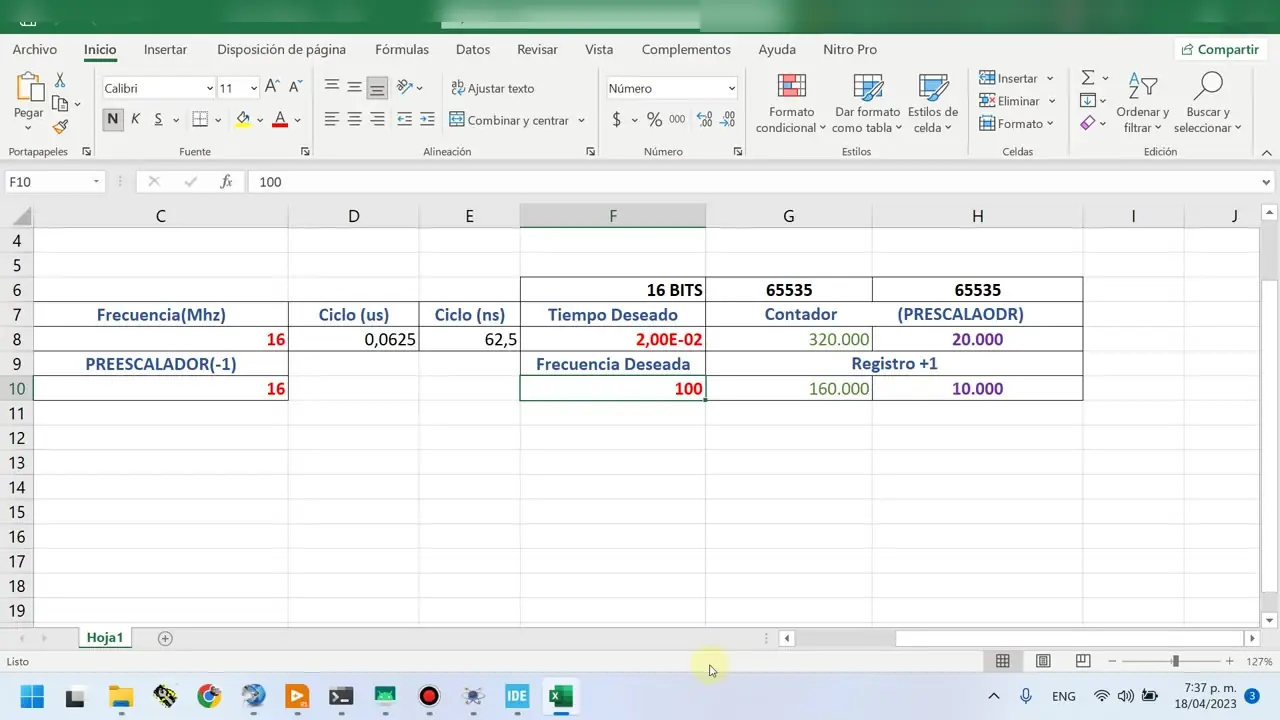 Archivo Inicio Insertar Disposición de página Fórmulas Datos Revisar Vista Complementos Ayuda Nitro Pro Compartir
Pegar
Calibri 11
N K S
Ajustar texto
Combinar y centrar
Número
$ % 000
Formato condicional
Dar formato como tabla
Estilos de celda
Insertar
Eliminar
Formato
Ordenar y filtrar
Buscar y seleccionar
Portapapeles Fuente Alineación Número Estilos Celdas Edición
F10 fx 100
C D E F G H I J
4
5
6 16 BITS 65535 65535
7 Frecuencia(Mhz) Ciclo (us) Ciclo (ns) Tiempo Deseado Contador (PRESCALAODR)
8 16 0,0625 62,5 2,00E-02 320.000 20.000
9 PREESCALADOR(-1) Frecuencia Deseada Registro +1
10 16 100 160.000 10.000
11
12
13
14
15
16
17
18
19
Hoja1
Listo 127%
IDE
ENG 7:37 p. m.
18/04/2023 3